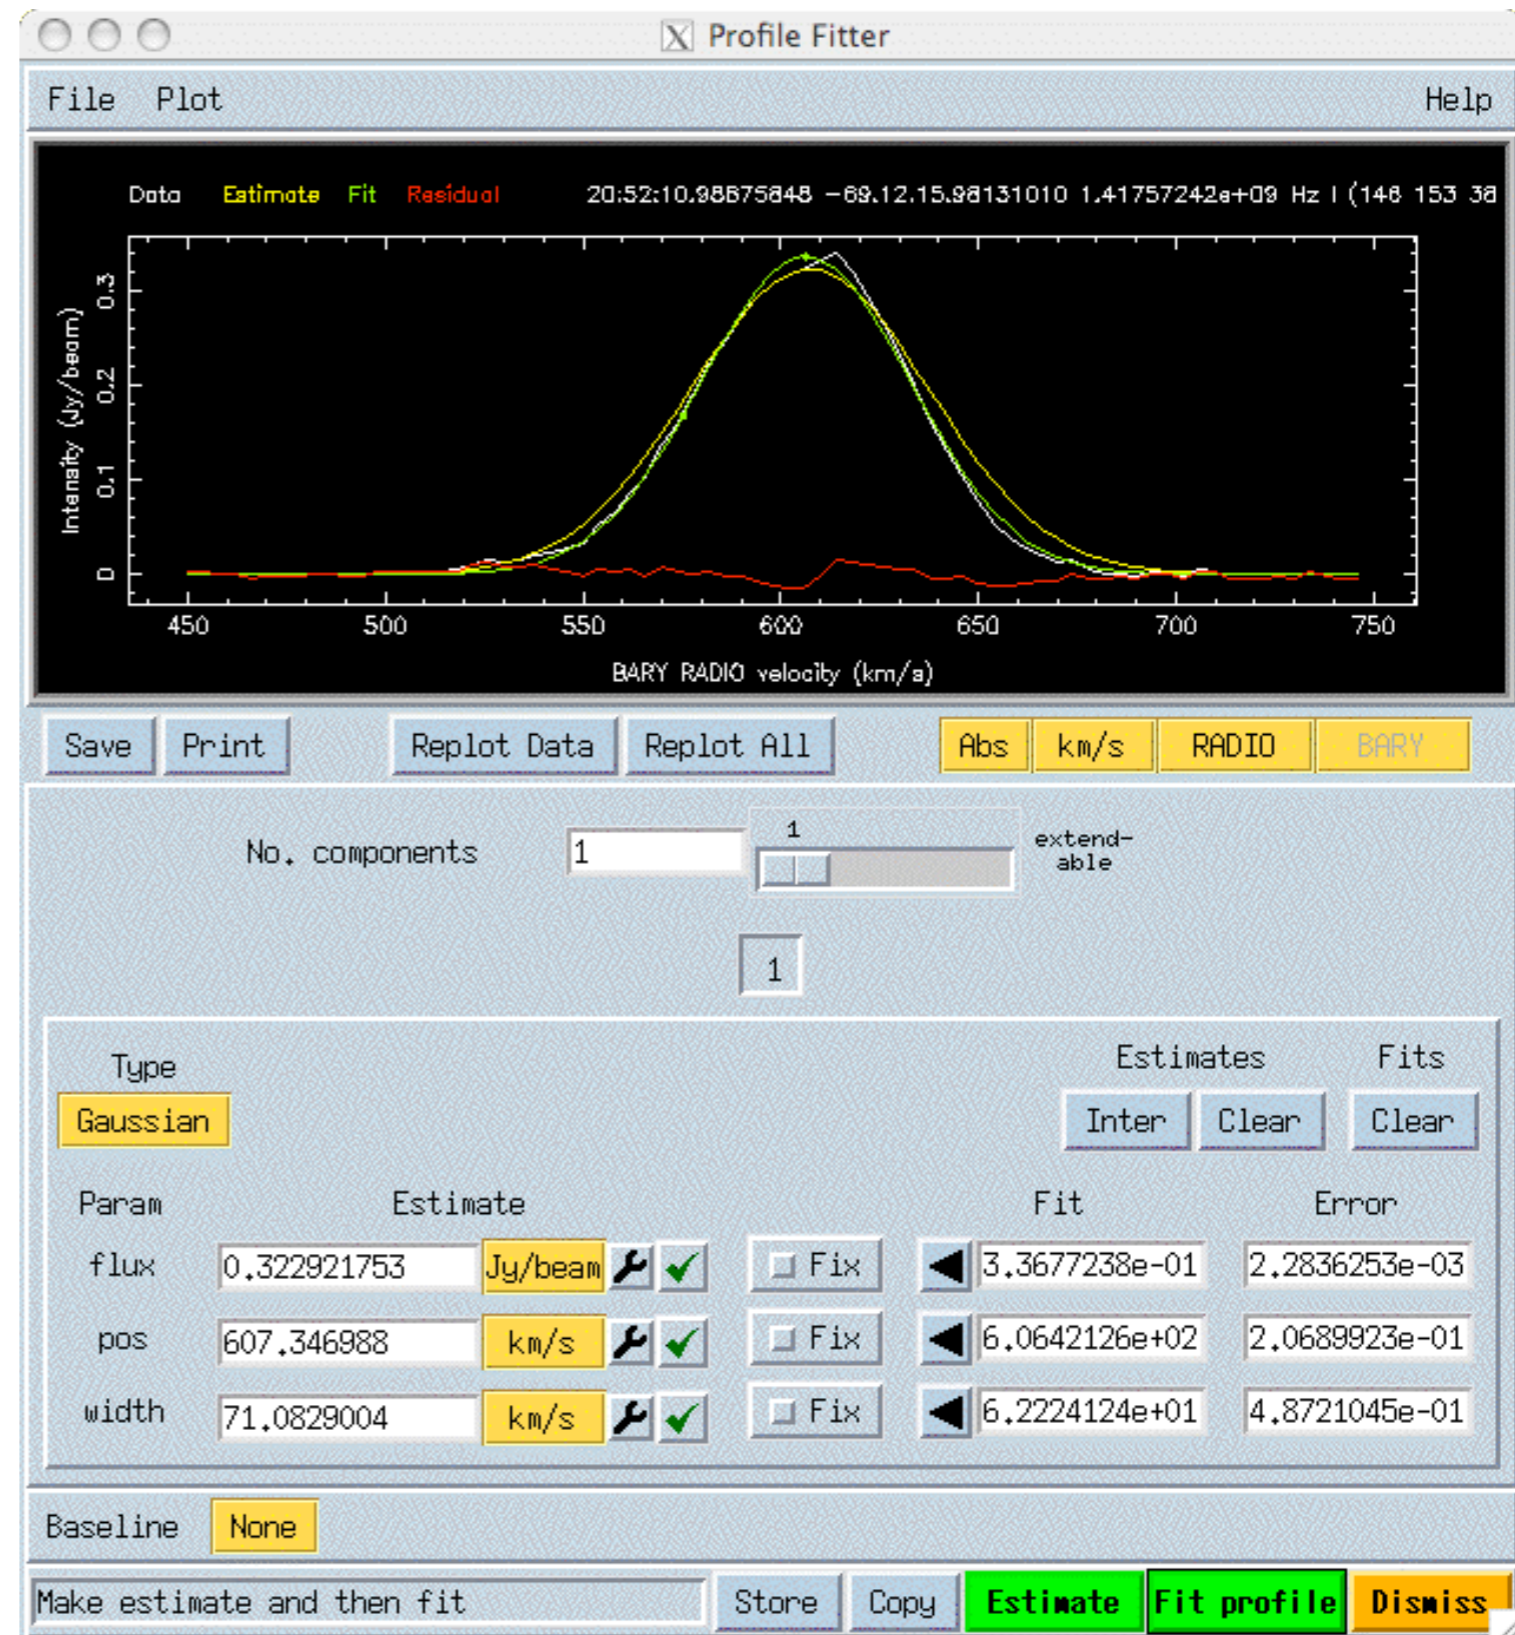 Profile Fitter
File Plot Help
Data Estimate Fit Residual 20:52:10.98675848 -69.12.15.98131010 1.41757242e+09 Hz I (146 153 38
Intensity (Jy/beam)
0.3
0.2
0.1
0
450 500 550 600 650 700 750
BARY RADIO velocity (km/s)
Save Print Replot Data Replot All Abs km/s RADIO BARY
No. components 1 1 extend-
able
1
Type Estimates Fits
Gaussian Inter Clear Clear
Param Estimate Fit Error
flux 0.322921753 Jy/beam Fix 3.3677238e-01 2.2836253e-03
pos 607.346988 km/s Fix 6.0642126e+02 2.0689923e-01
width 71.0829004 km/s Fix 6.2224124e+01 4.8721045e-01
Baseline None
Make estimate and then fit Store Copy Estimate Fit profile Dismiss